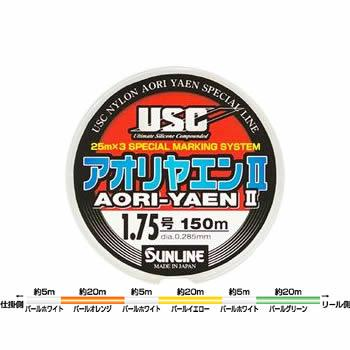 USC NYLON AORI YAEN SPECIAL LINE
USC
Ultimate Silicone Compounded
25m×3 SPECIAL MARKING SYSTEM
アオリヤエンⅡ
AORI-YAEN Ⅱ
1.75号 150m
dia.0.285mm
SUNLINE
MADE IN JAPAN
約5m 約20m 約5m 約20m 約5m 約20m
仕掛側 リール側
パールホワイト パールオレンジ パールホワイト パールイエロー パールホワイト パールグリーン